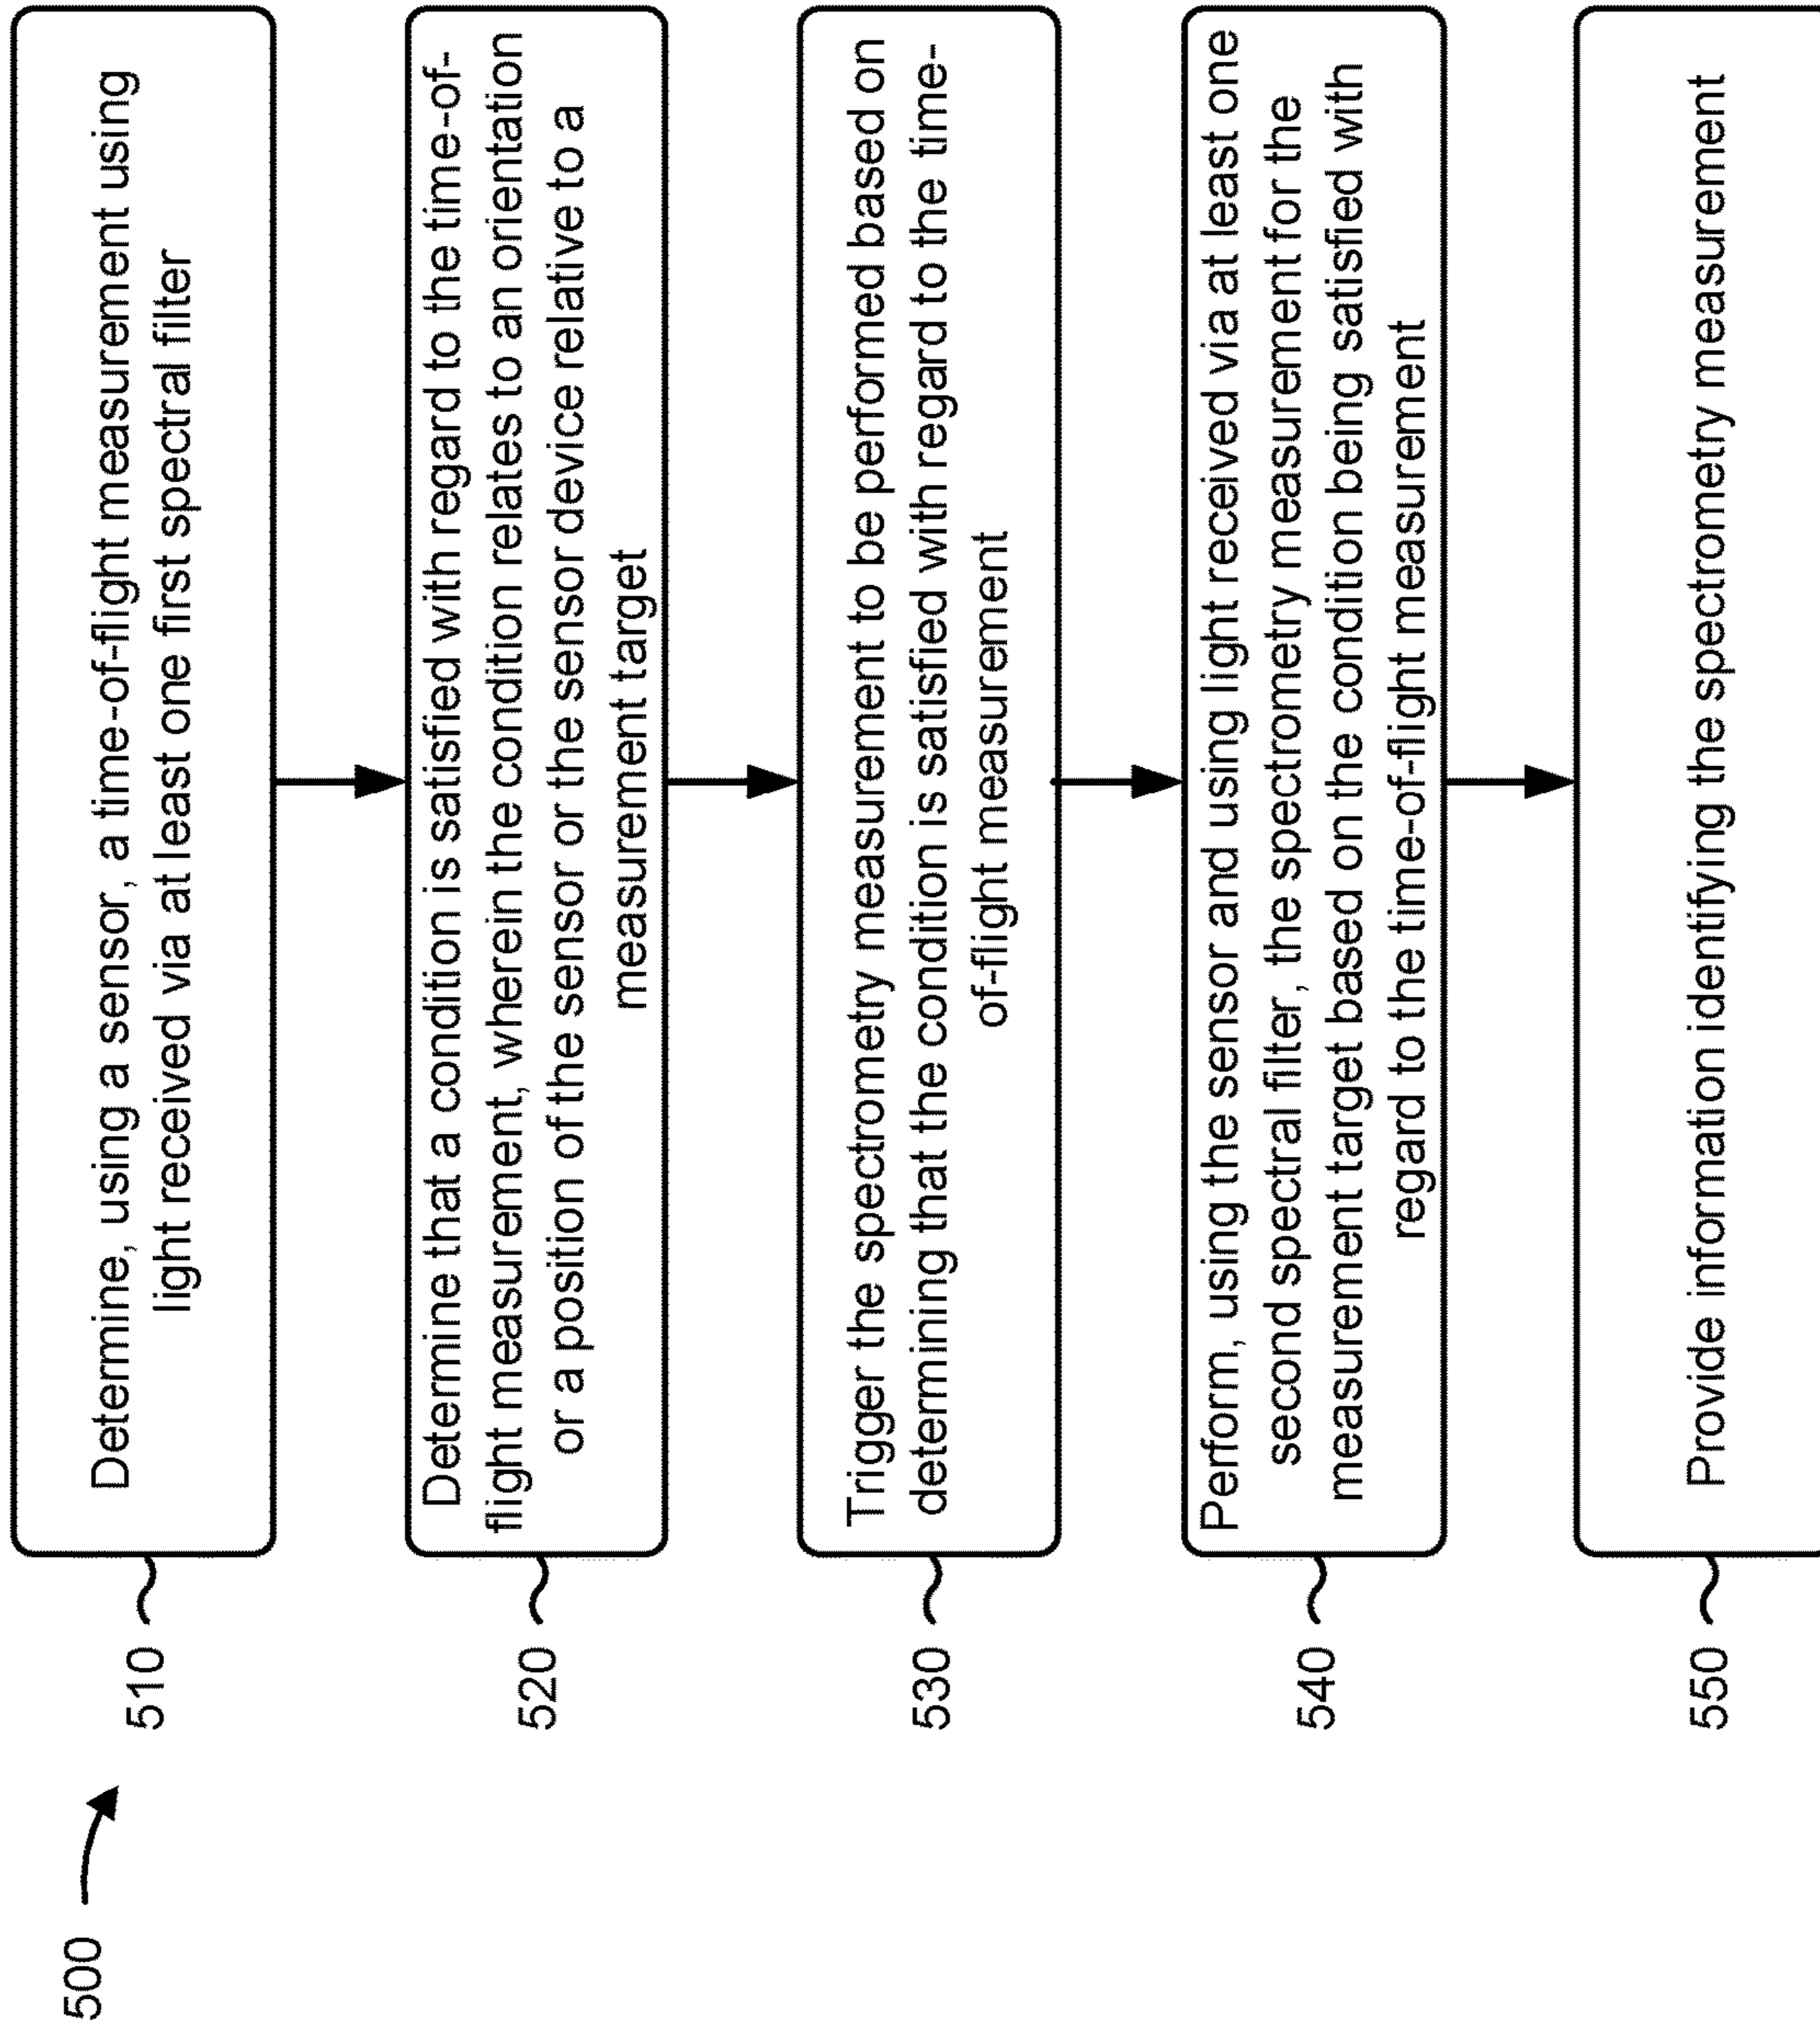 500
510
Determine, using a sensor, a time-of-flight measurement using
light received via at least one first spectral filter
520
Determine that a condition is satisfied with regard to the time-of-
flight measurement, wherein the condition relates to an orientation
or a position of the sensor or the sensor device relative to a
measurement target
530
Trigger the spectrometry measurement to be performed based on
determining that the condition is satisfied with regard to the time-
of-flight measurement
540
Perform, using the sensor and using light received via at least one
second spectral filter, the spectrometry measurement for the
measurement target based on the condition being satisfied with
regard to the time-of-flight measurement
550
Provide information identifying the spectrometry measurement